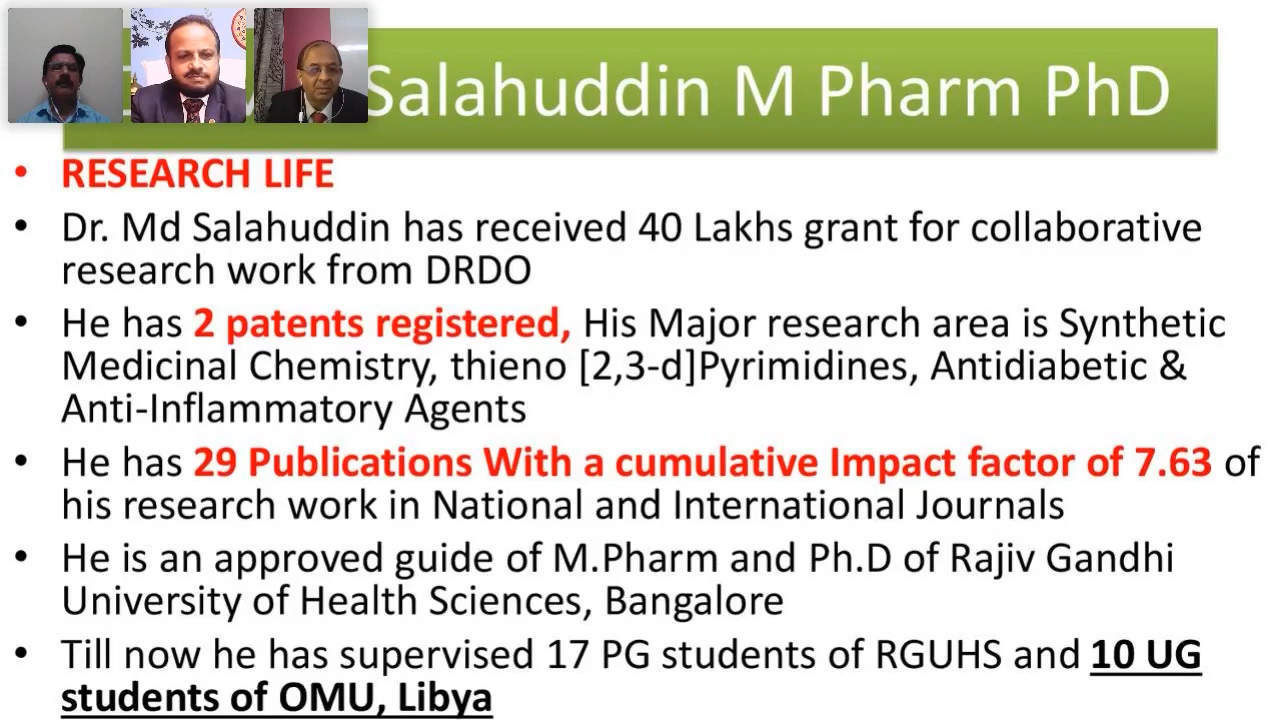 Salahuddin M Pharm PhD
• RESEARCH LIFE
• Dr. Md Salahuddin has received 40 Lakhs grant for collaborative
research work from DRDO
• He has 2 patents registered, His Major research area is Synthetic
Medicinal Chemistry, thieno [2,3-d]Pyrimidines, Antidiabetic &
Anti-Inflammatory Agents
• He has 29 Publications With a cumulative Impact factor of 7.63 of
his research work in National and International Journals
• He is an approved guide of M.Pharm and Ph.D of Rajiv Gandhi
University of Health Sciences, Bangalore
• Till now he has supervised 17 PG students of RGUHS and 10 UG
students of OMU, Libya